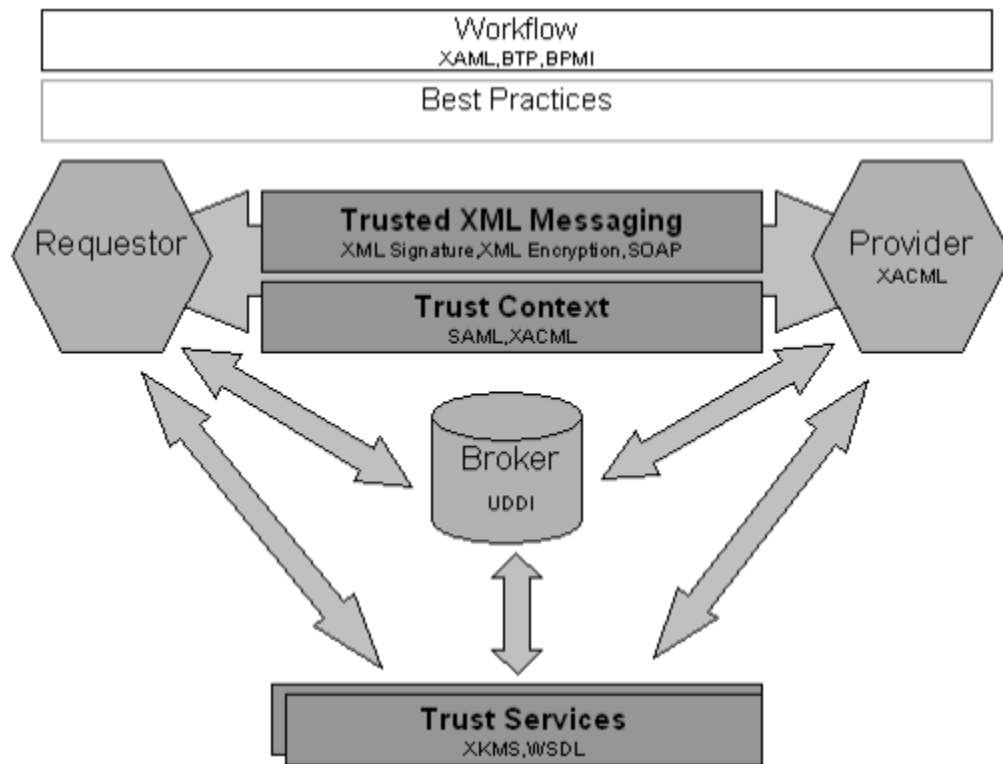 Workflow
XAML,BTP,BPMI
Best Practices
Requestor
Trusted XML Messaging
XML Signature,XML Encryption,SOAP
Provider
XACML
Trust Context
SAML,XACML
Broker
UDDI
Trust Services
XKMS,WSDL